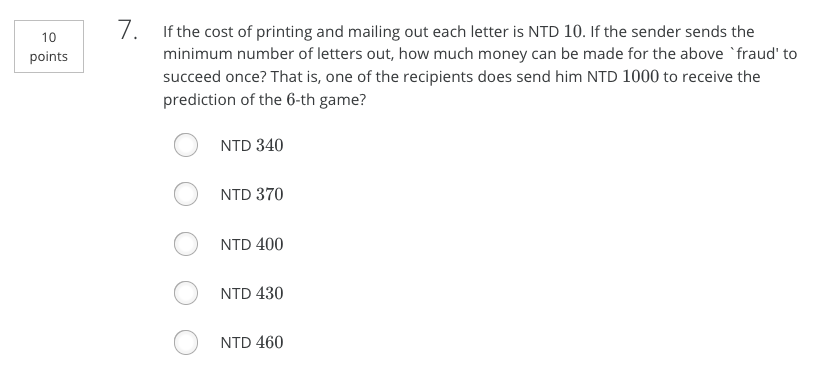 10
points
7.
If the cost of printing and mailing out each letter is NTD 10. If the sender sends the
minimum number of letters out, how much money can be made for the above `fraud' to
succeed once? That is, one of the recipients does send him NTD 1000 to receive the
prediction of the 6-th game?
NTD 340
NTD 370
NTD 400
NTD 430
NTD 460